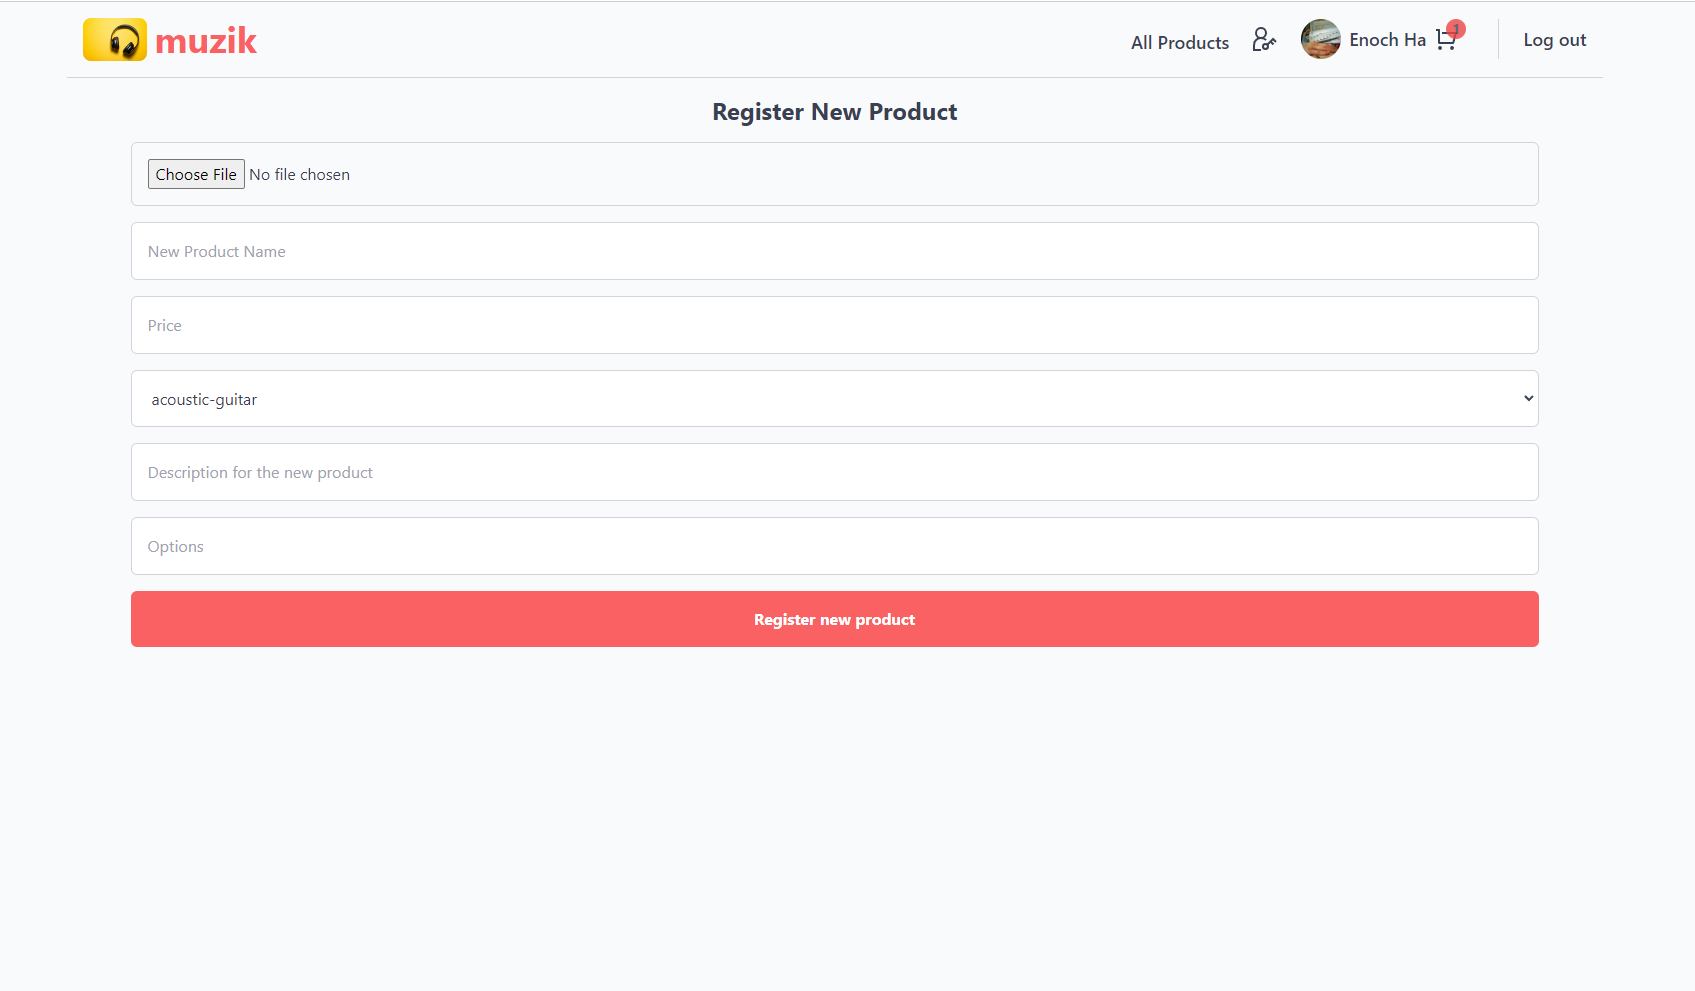 muzik
All Products
Enoch Ha
1
Log out
Register New Product
Choose File No file chosen
New Product Name
Price
acoustic-guitar
Description for the new product
Options
Register new product